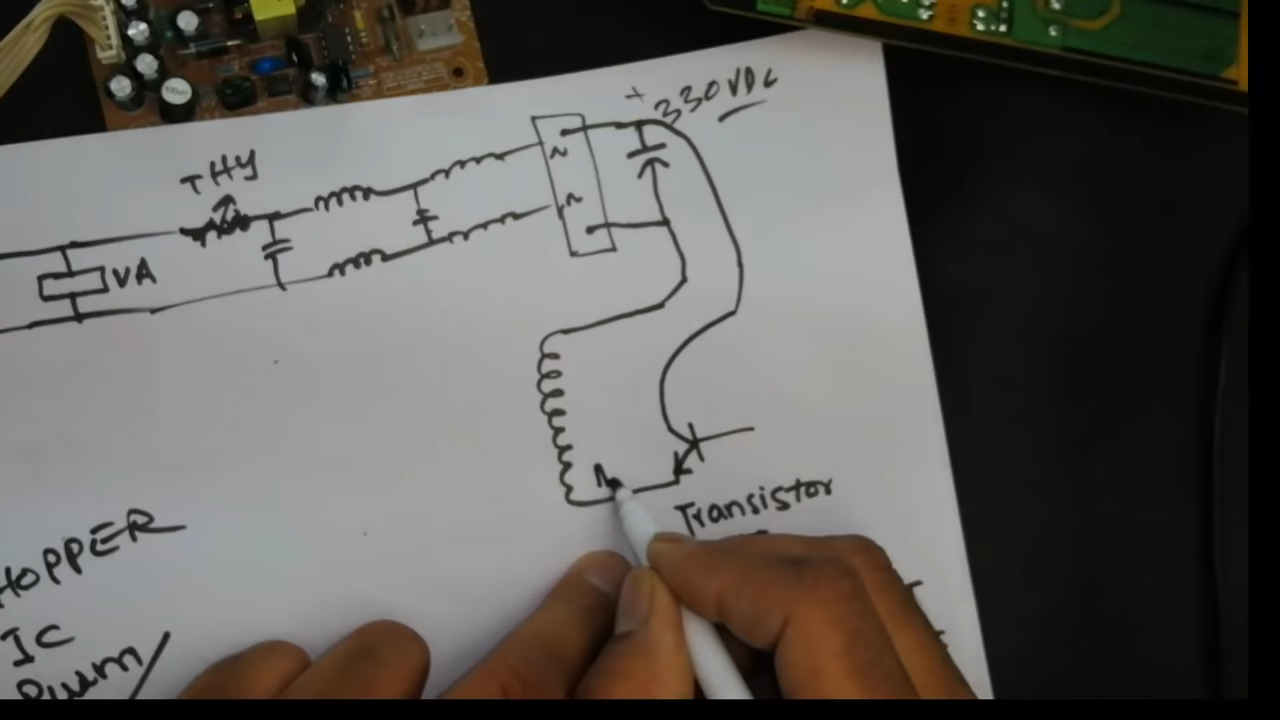 + 330VDC
THY
~
~
VA
Transistor
HOPPER
IC